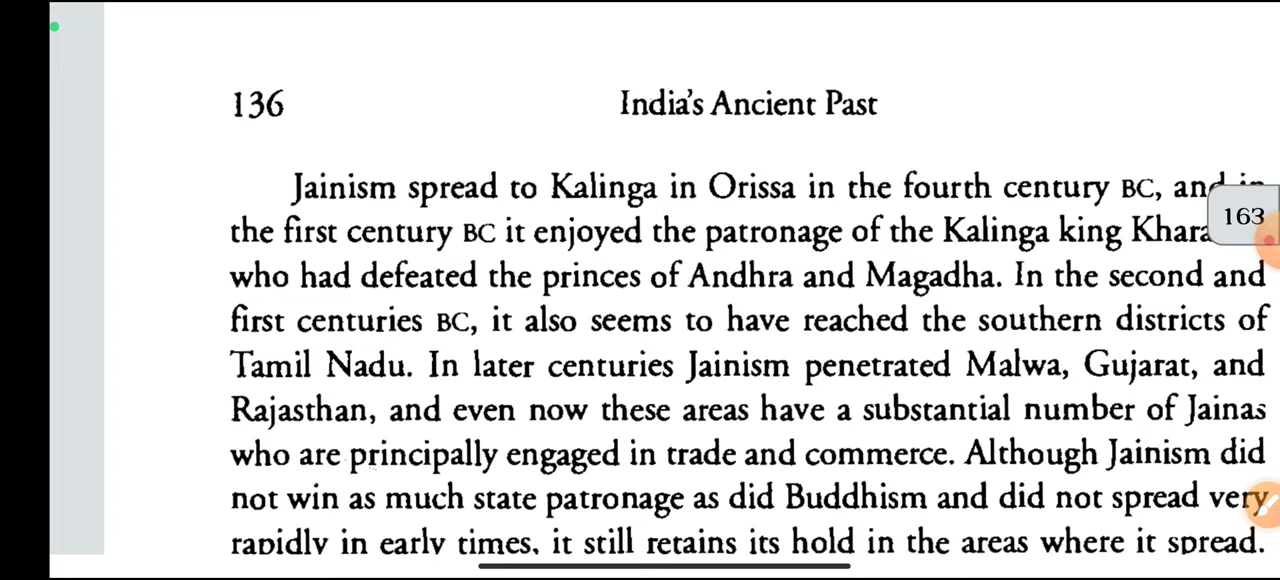 136 India's Ancient Past
Jainism spread to Kalinga in Orissa in the fourth century BC, and in
163
the first century BC it enjoyed the patronage of the Kalinga king
who had defeated the princes of Andhra and Magadha. In the second and
first centuries BC, it also seems to have reached the southern districts of
Tamil Nadu. In later centuries Jainism penetrated Malwa, Gujarat, and
Rajasthan, and even now these areas have a substantial number of Jainas
who are principally engaged in trade and commerce. Although Jainism did
not win as much state patronage as did Buddhism and did not spread very
rapidly in early times, it still retains its hold in the areas where it spread.